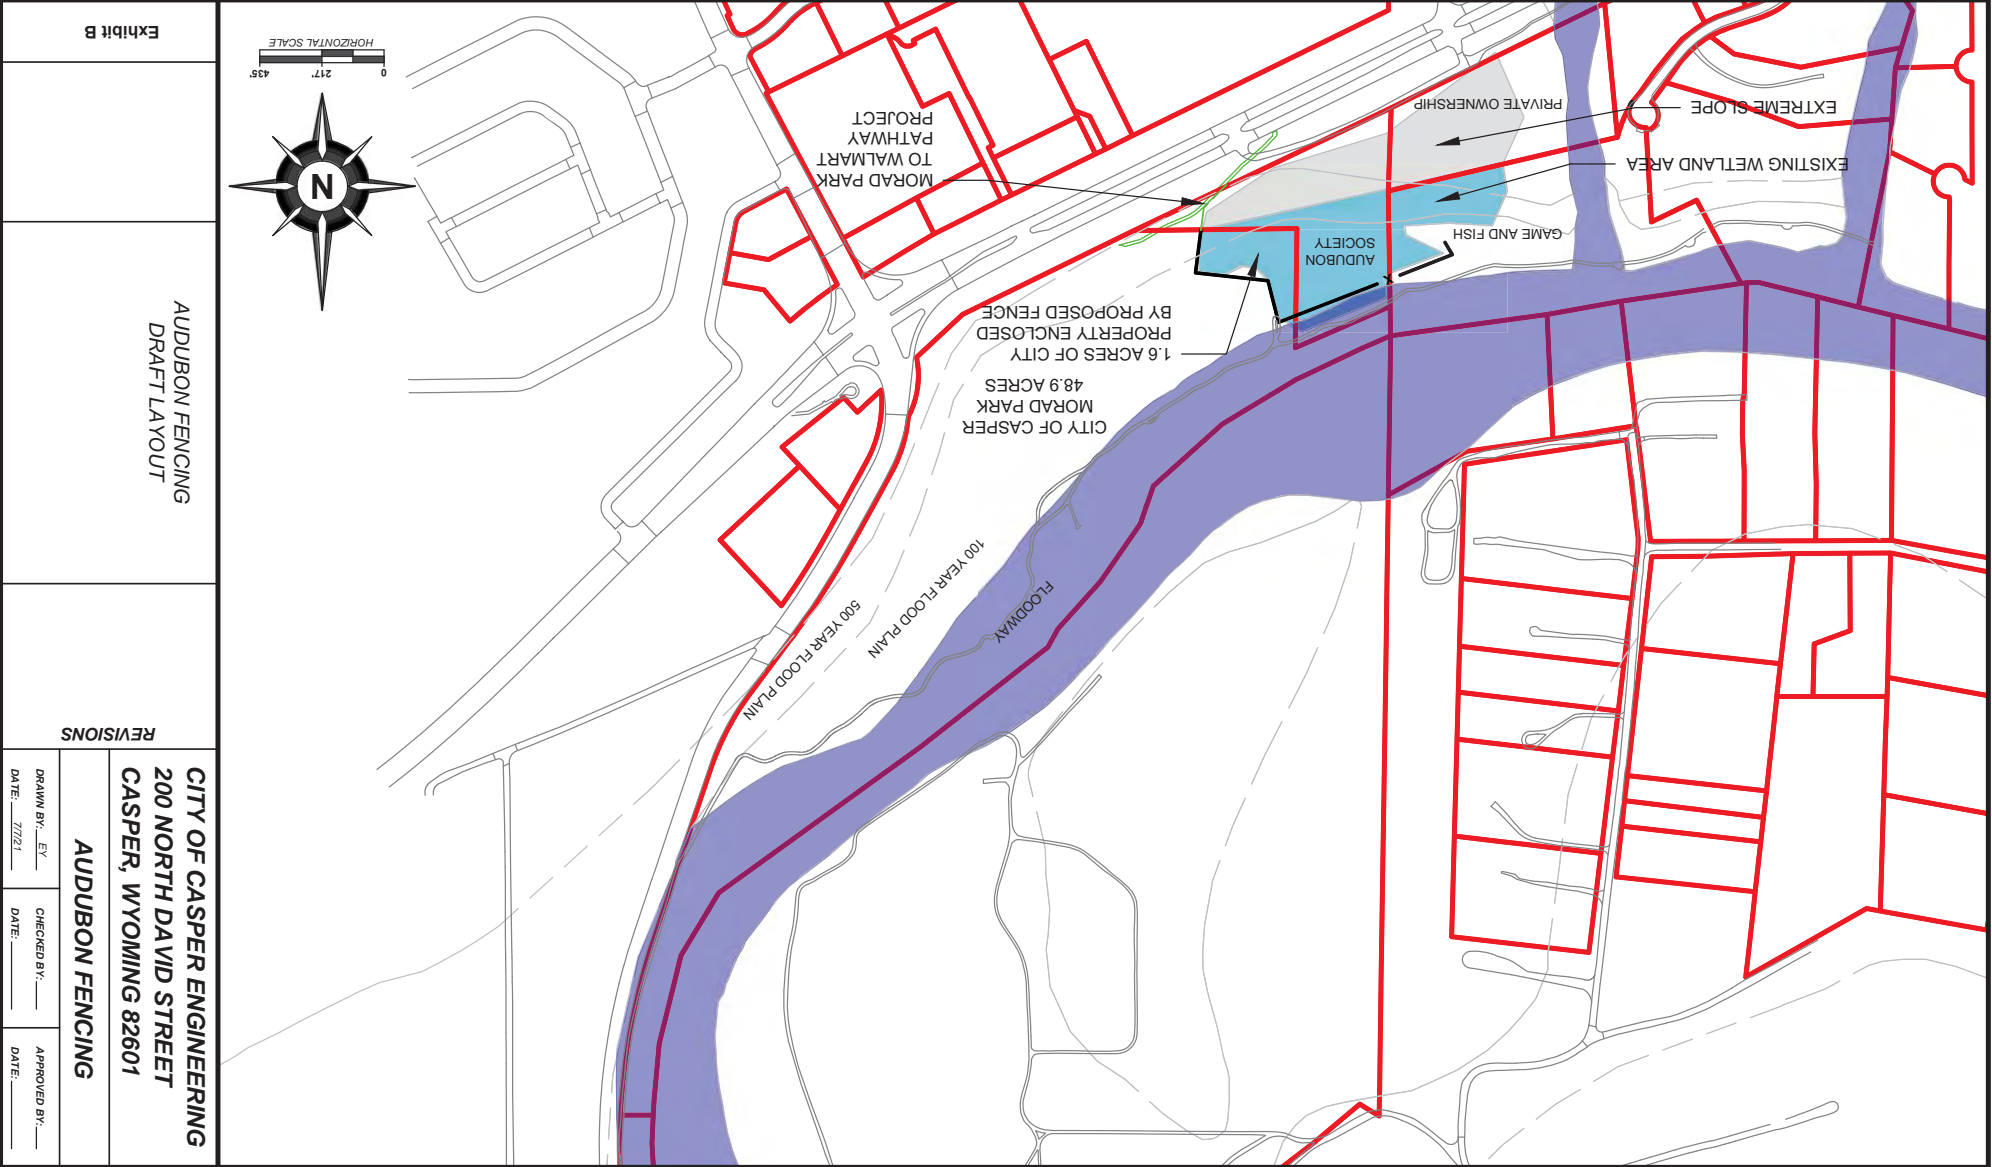 Exhibit B
HORIZONTAL SCALE
0
217'
435'
N
AUDUBON FENCING
DRAFT LAYOUT
REVISIONS
CITY OF CASPER ENGINEERING
200 NORTH DAVID STREET
CASPER, WYOMING 82601
AUDUBON FENCING
DRAWN BY: EY
DATE: 7/7/21
CHECKED BY:
DATE:
APPROVED BY:
DATE:
MORAD PARK
TO WALMART
PATHWAY
PROJECT
PRIVATE OWNERSHIP
EXTREME SLOPE
EXISTING WETLAND AREA
GAME AND FISH
AUDUBON
SOCIETY
X
1.6 ACRES OF CITY
PROPERTY ENCLOSED
BY PROPOSED FENCE
CITY OF CASPER
MORAD PARK
48.9 ACRES
FLOODWAY
100 YEAR FLOOD PLAIN
500 YEAR FLOOD PLAIN